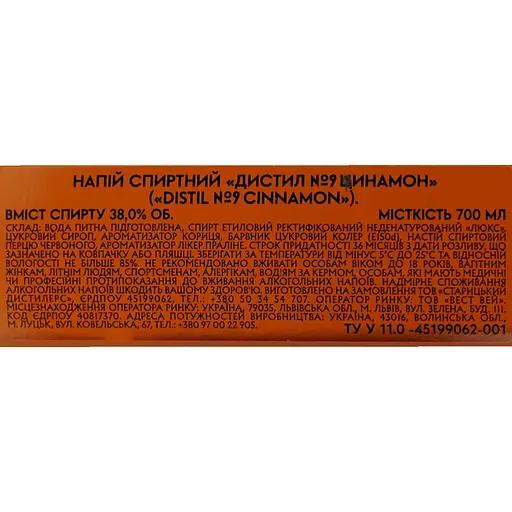 НАПІЙ СПИРТНИЙ «ДИСТИЛ №9 ЦИНАМОН»
(«DISTIL №9 CINNAMON»).
ВМІСТ СПИРТУ 38,0% ОБ. МІСТКІСТЬ 700 МЛ
СКЛАД: ВОДА ПИТНА ПІДГОТОВЛЕНА, СПИРТ ЕТИЛОВИЙ РЕКТИФІКОВАНИЙ НЕДЕНАТУРОВАНИЙ «ЛЮКС»,
ЦУКРОВИЙ СИРОП, АРОМАТИЗАТОР КОРИЦЯ, БАРВНИК ЦУКРОВИЙ КОЛЕР (Е150d), НАСТІЙ СПИРТОВИЙ
ПЕРЦЮ ЧЕРВОНОГО, АРОМАТИЗАТОР ЛІКЕР ПРАЛІНЕ. СТРОК ПРИДАТНОСТІ 36 МІСЯЦІВ З ДАТИ РОЗЛИВУ, ЩО
ЗАЗНАЧЕНО НА КОВПАЧКУ АБО ПЛЯШЦІ. ЗБЕРІГАТИ ЗА ТЕМПЕРАТУРИ ВІД МІНУС 5°С ДО 25°С ТА ВІДНОСНІЙ
ВОЛОГОСТІ НЕ БІЛЬШЕ 85%. НЕ РЕКОМЕНДОВАНО ВЖИВАТИ ОСОБАМ ВІКОМ ДО 18 РОКІВ, ВАГІТНИМ
ЖІНКАМ, ЛІТНІМ ЛЮДЯМ, СПОРТСМЕНАМ, АЛЕРГІКАМ, ВОДІЯМ ЗА КЕРМОМ, ОСОБАМ, ЯКІ МАЮТЬ МЕДИЧНІ
ЧИ ПРОФЕСІЙНІ ПРОТИПОКАЗАННЯ ДО ВЖИВАННЯ АЛКОГОЛЬНИХ НАПОЇВ. НАДМІРНЕ СПОЖИВАННЯ
АЛКОГОЛЬНИХ НАПОЇВ ШКОДИТЬ ВАШОМУ ЗДОРОВ'Ю. ВИГОТОВЛЕНО НА ЗАМОВЛЕННЯ: ТОВ «СТАРИЦЬКІ
ДИСТИЛЕРС», ЄРДПОУ 45199062, ТЕЛ.: +380 50 34 54 707. ОПЕРАТОР РИНКУ: ТОВ «ВЕСТ ВЕЙ».
МІСЦЕЗНАХОДЖЕННЯ ОПЕРАТОРА РИНКУ: УКРАЇНА, 79035, ЛЬВІВСЬКА ОБЛ., М. ЛЬВІВ, ВУЛ. ЗЕЛЕНА, БУД. 111.
КОД ЄДРПОУ 40817370. АДРЕСА ПОТУЖНОСТЕЙ ВИРОБНИЦТВА: УКРАЇНА, 43016, ВОЛИНСЬКА ОБЛ.,
М. ЛУЦЬК, ВУЛ. КОВЕЛЬСЬКА, 67, ТЕЛ.:+380 97 00 22 905. ТУ У 11.0 -45199062-001